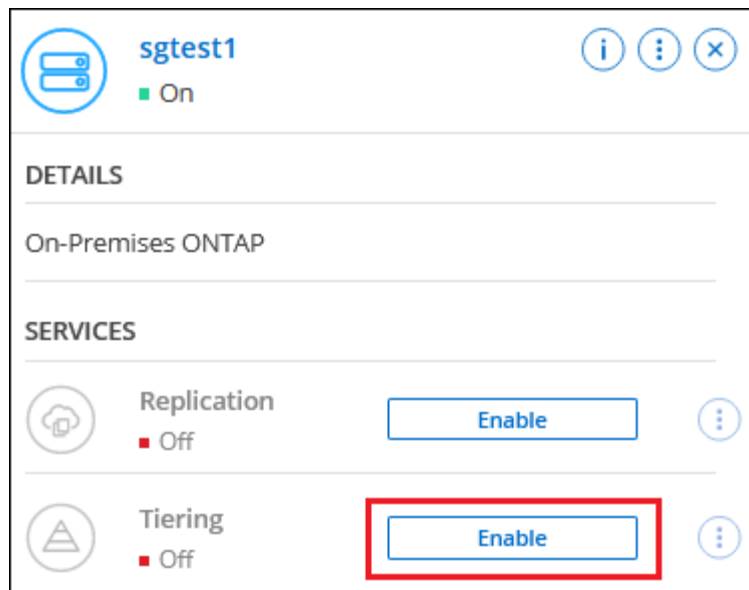 sgtest1
On
DETAILS
On-Premises ONTAP
SERVICES
Replication
Enable
Off
Tiering
Enable
Off